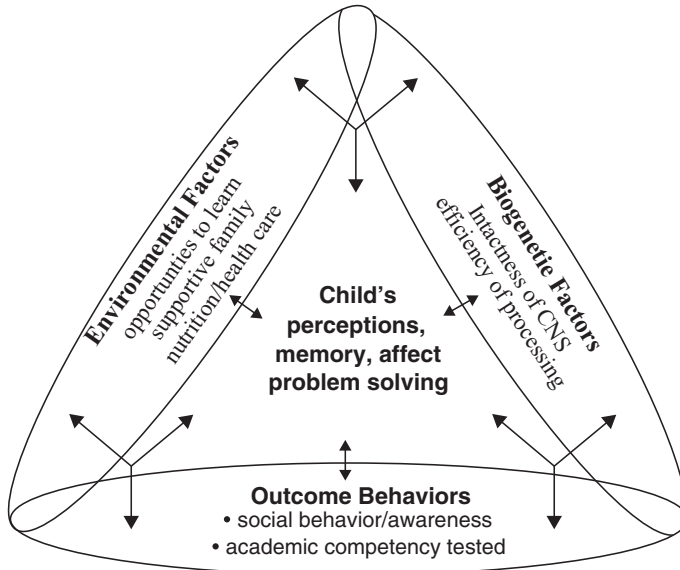 Environmental Factors
opportunties to learn
supportive family
nutrition/health care
Biogenetic Factors
Intactness of CNS
efficiency of processing
Child's
perceptions,
memory, affect
problem solving
Outcome Behaviors
• social behavior/awareness
• academic competency tested